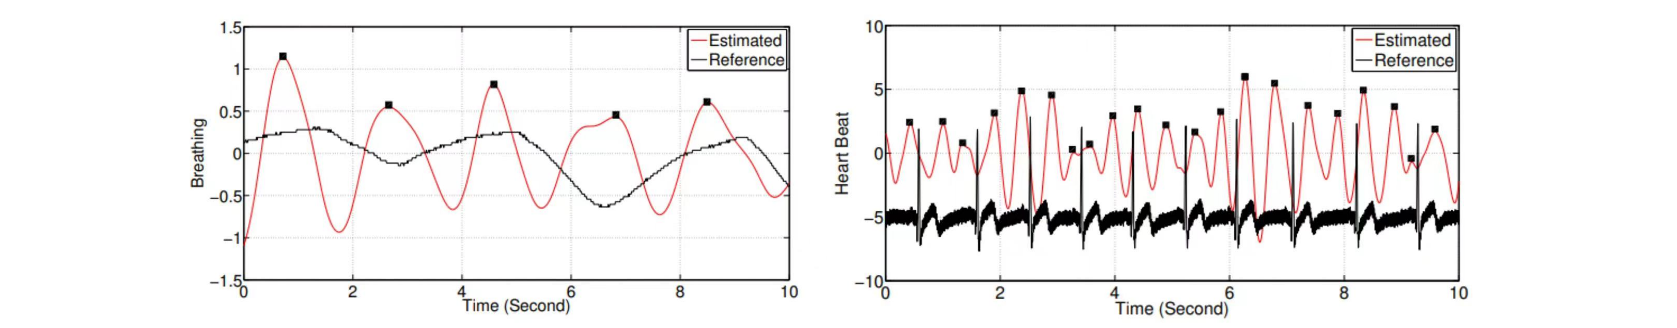 1.5
1
0.5
0
−0.5
−1
−1.5
Breathing
Estimated
Reference
0 2 4 6 8 10
Time (Second)
10
5
0
−5
−10
Heart Beat
Estimated
Reference
0 2 4 6 8 10
Time (Second)